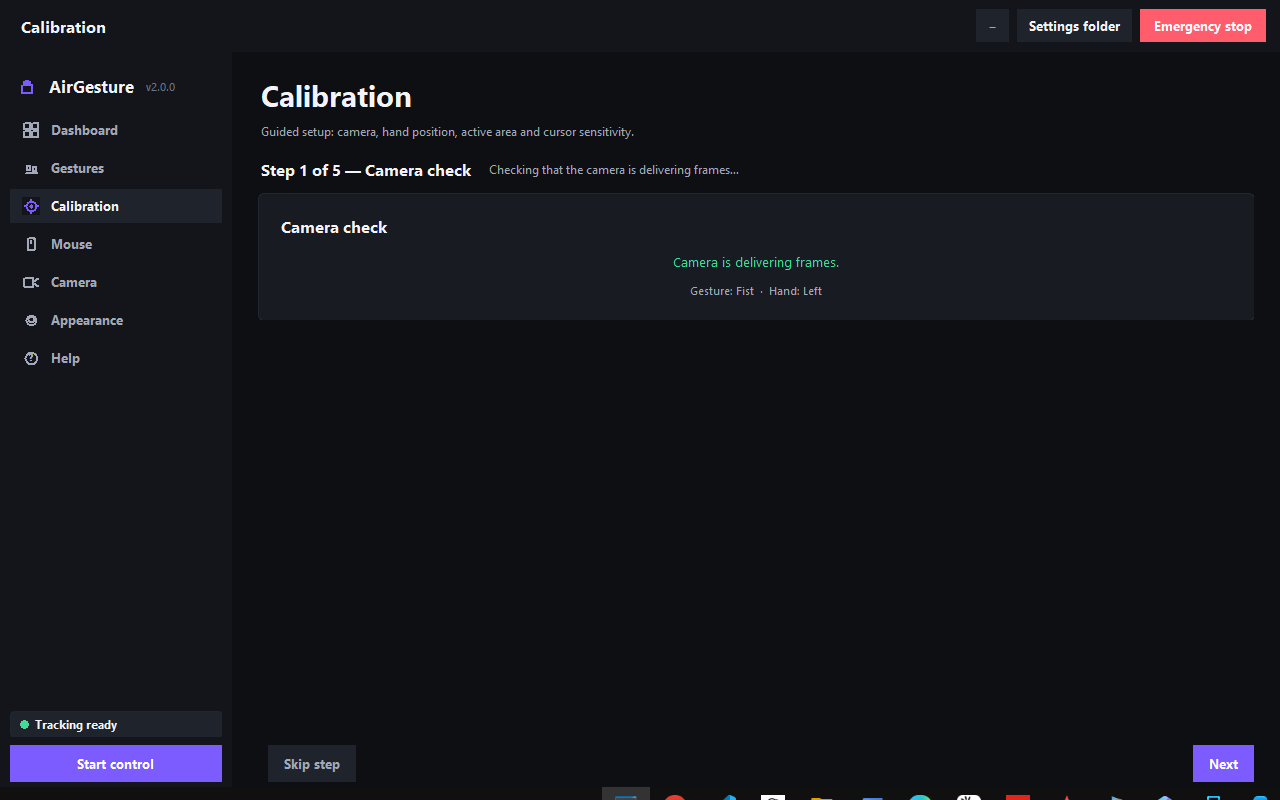 Calibration
–
Settings folder
Emergency stop
AirGesture v2.0.0
Dashboard
Gestures
Calibration
Mouse
Camera
Appearance
Help
Tracking ready
Start control
Calibration
Guided setup: camera, hand position, active area and cursor sensitivity.
Step 1 of 5 — Camera check Checking that the camera is delivering frames...
Camera check
Camera is delivering frames.
Gesture: Fist · Hand: Left
Skip step
Next